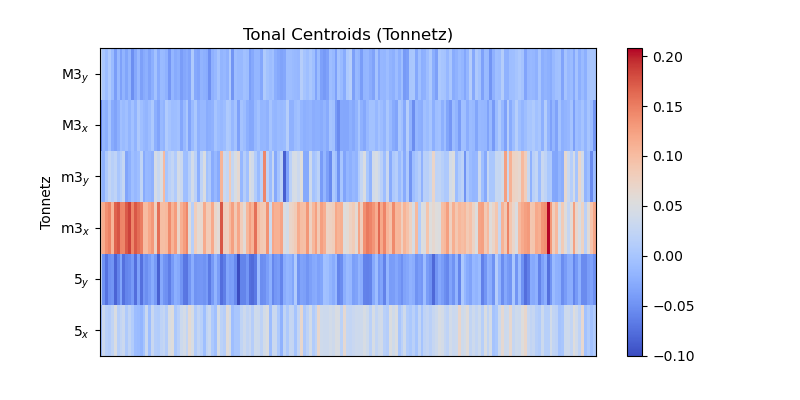 Tonal Centroids (Tonnetz)
Tonnetz
M3y
M3x
m3y
m3x
5y
5x
0.20
0.15
0.10
0.05
0.00
−0.05
−0.10